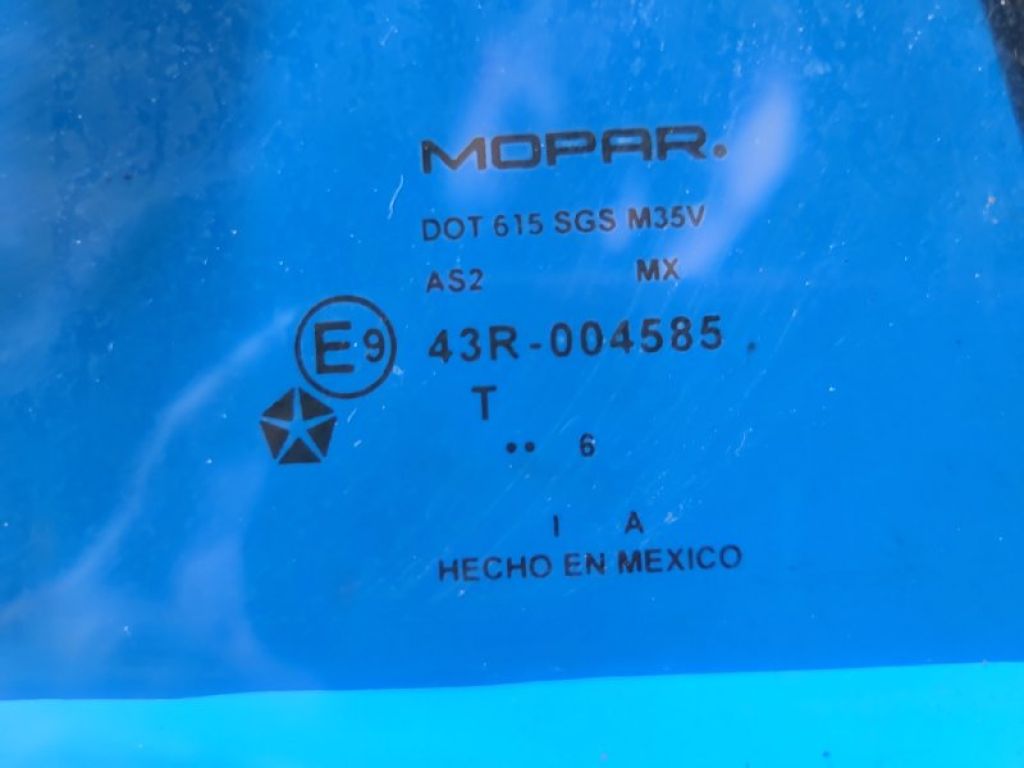 MOPAR.
DOT 615 SGS M35V
AS2 MX
E9 43R-004585
T
.. 6
I A
HECHO EN MEXICO